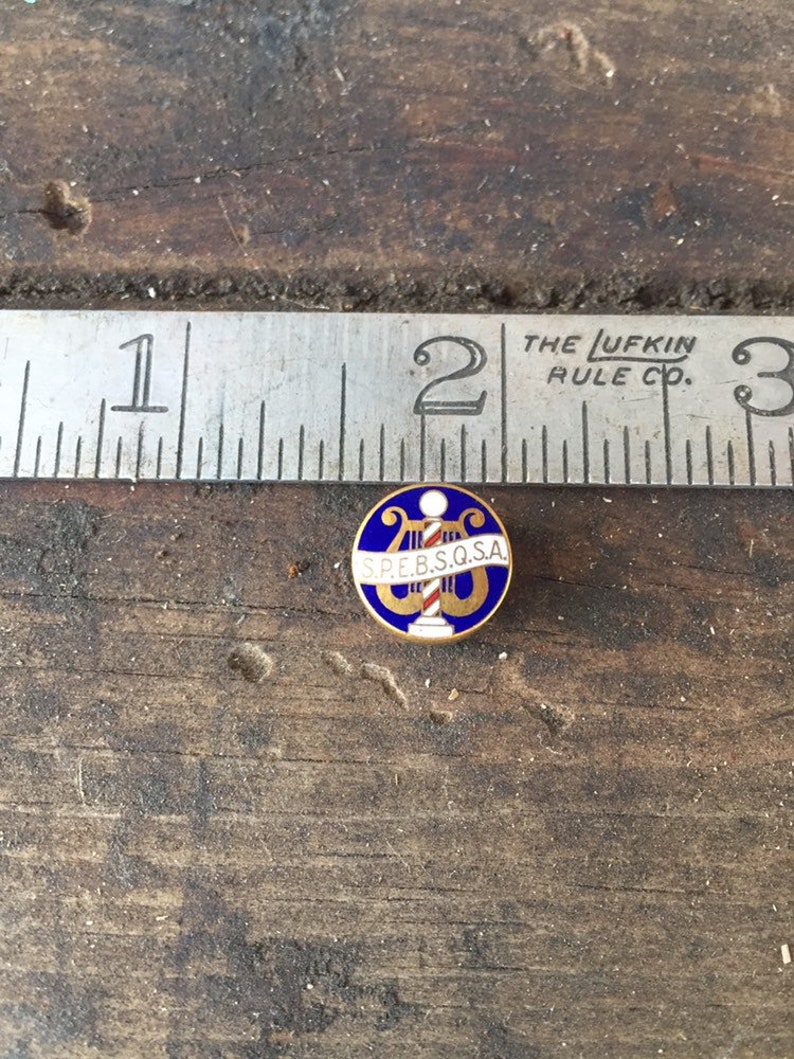 1 2 THE LUFKIN 3
RULE CO.
S.P.E.B.S.Q.S.A.